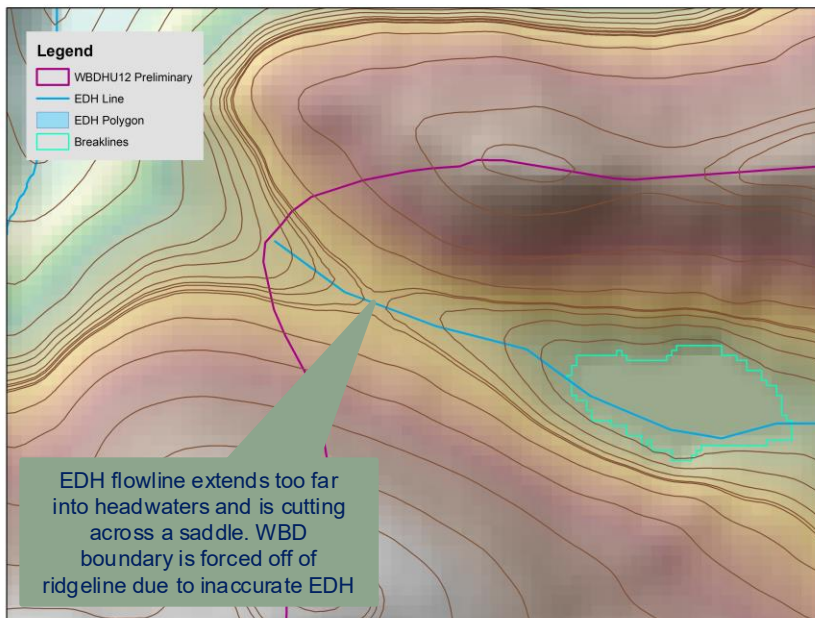 Legend
WBDHU12 Preliminary
EDH Line
EDH Polygon
Breaklines
EDH flowline extends too far
into headwaters and is cutting
across a saddle. WBD
boundary is forced off of
ridgeline due to inaccurate EDH